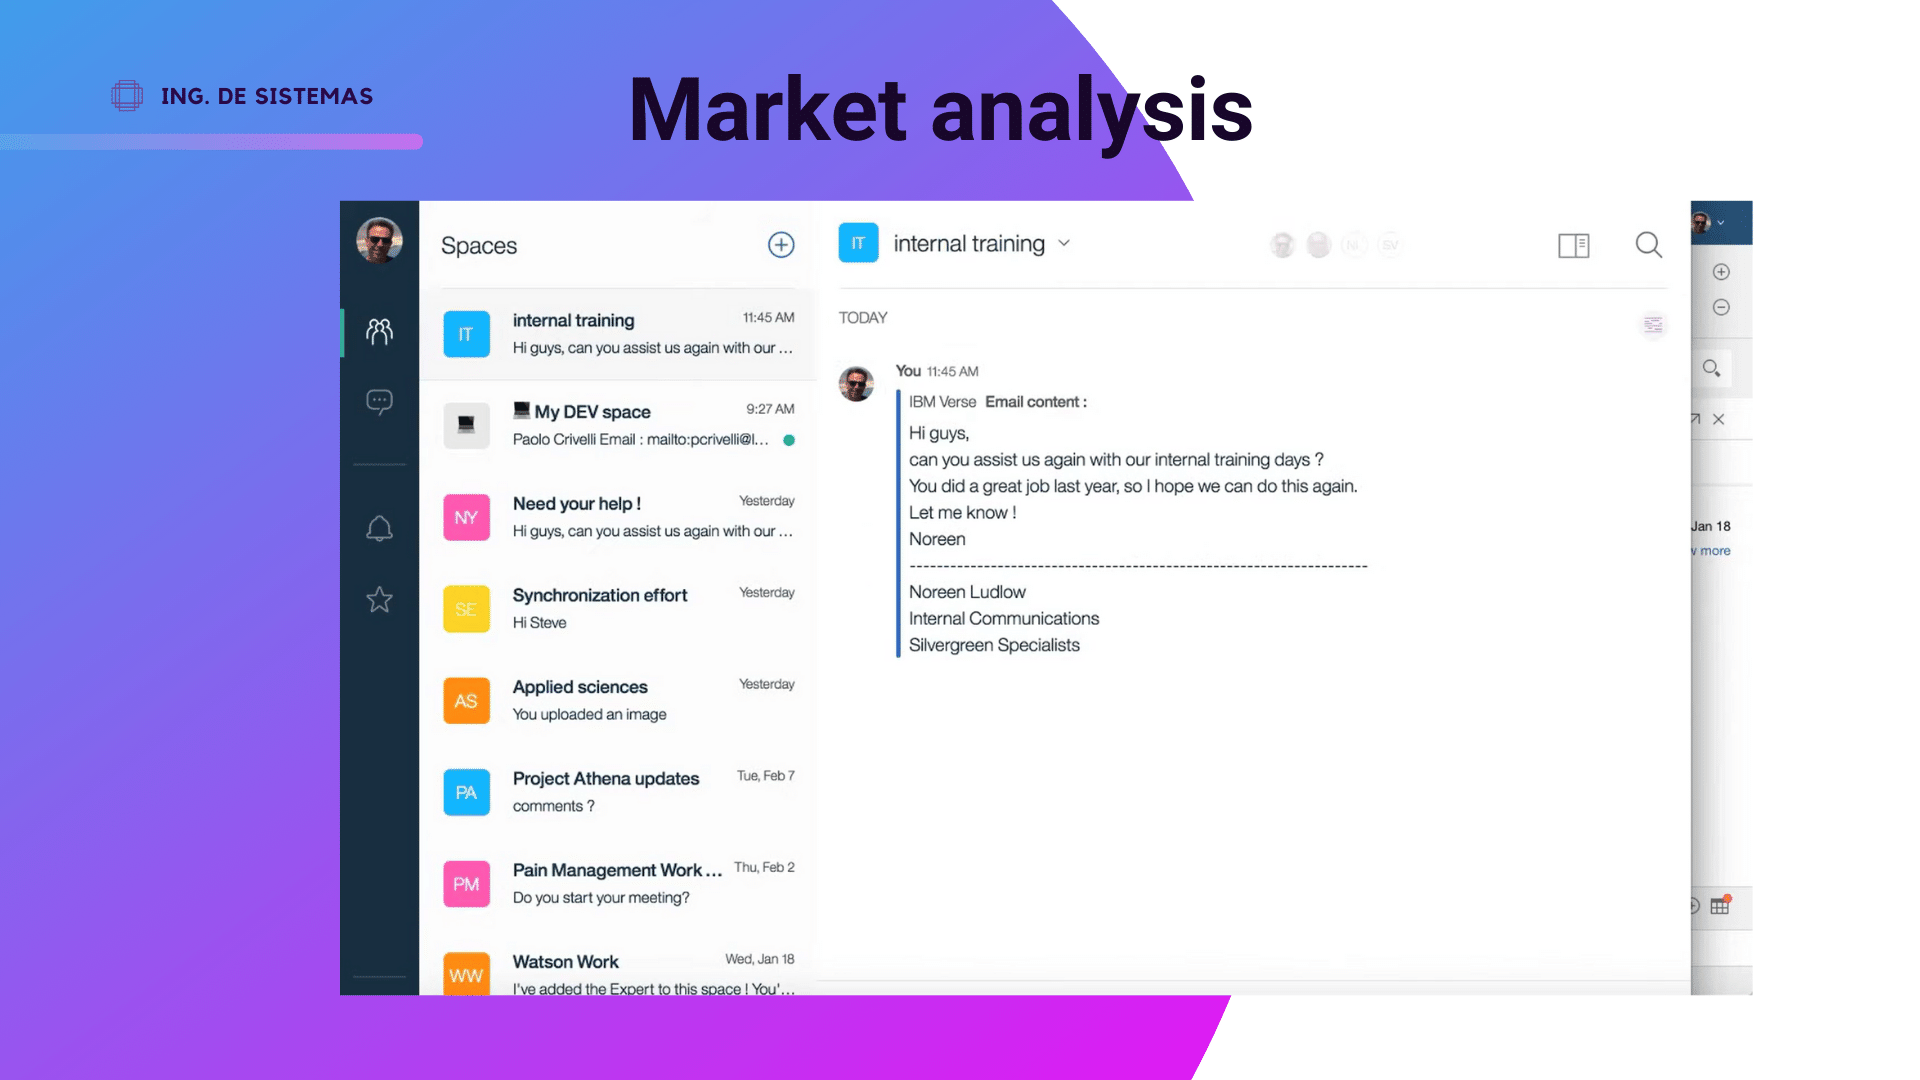 ING. DE SISTEMAS
Market analysis
Spaces
IT
internal training
11:45 AM
Hi guys, can you assist us again with our ...
My DEV space
9:27 AM
Paolo Crivelli Email : mailto:pcrivelli@l...
NY
Need your help !
Yesterday
Hi guys, can you assist us again with our ...
SE
Synchronization effort
Yesterday
Hi Steve
AS
Applied sciences
Yesterday
You uploaded an image
PA
Project Athena updates
Tue, Feb 7
comments ?
PM
Pain Management Work ...
Thu, Feb 2
Do you start your meeting?
WW
Watson Work
Wed, Jan 18
I've added the Expert to this space ! You'...
IT
internal training
NL
SV
TODAY
You 11:45 AM
IBM Verse Email content :
Hi guys,
can you assist us again with our internal training days ?
You did a great job last year, so I hope we can do this again.
Let me know !
Noreen
--------------------------------------------------------------------
Noreen Ludlow
Internal Communications
Silvergreen Specialists
Jan 18
more